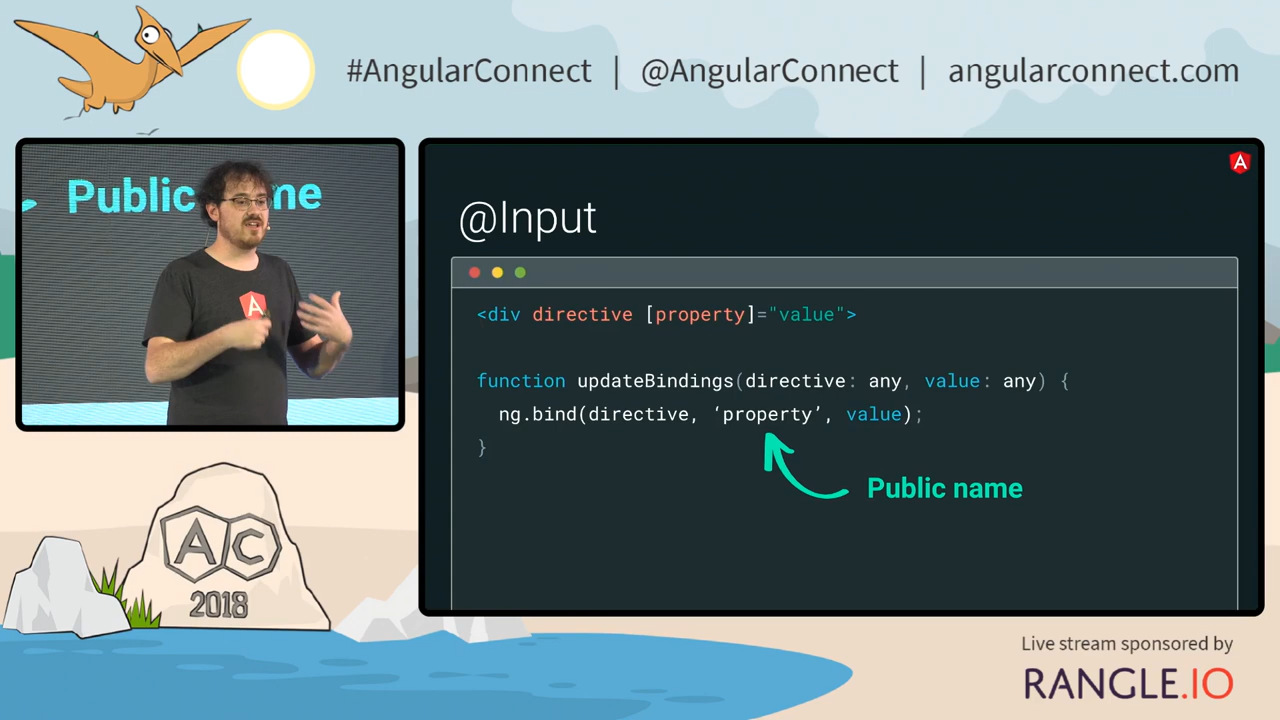 #AngularConnect | @AngularConnect | angularconnect.com
Public name
A
A
@Input
<div directive [property]="value">
function updateBindings(directive: any, value: any) {
ng.bind(directive, ‘property’, value);
}
Public name
AC
2018
Live stream sponsored by
RANGLE.IO